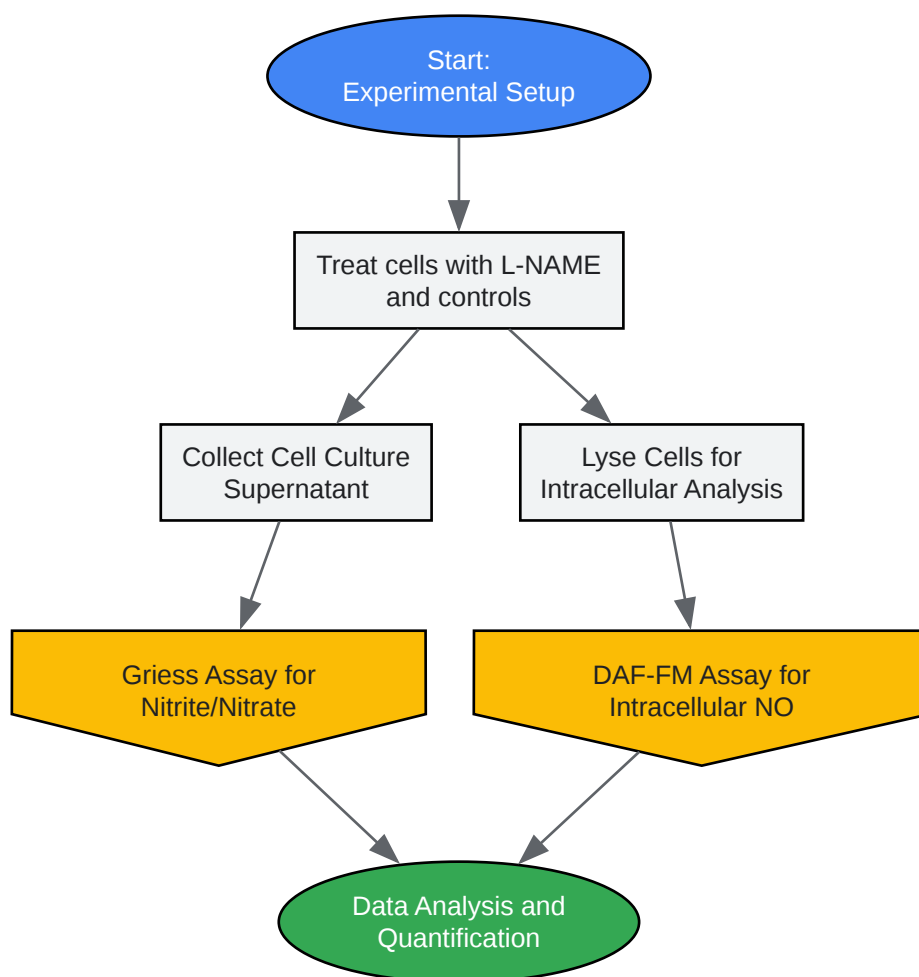 Start:
Experimental Setup
Treat cells with L-NAME
and controls
Collect Cell Culture
Supernatant
Lyse Cells for
Intracellular Analysis
Griess Assay for
Nitrite/Nitrate
DAF-FM Assay for
Intracellular NO
Data Analysis and
Quantification